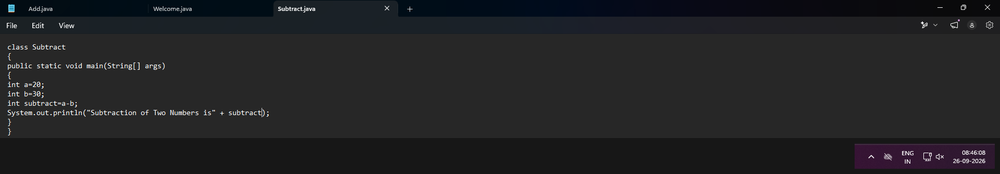 Add.java
Welcome.java
Subtract.java
File Edit View
class Subtract
{
public static void main(String[] args)
{
int a=20;
int b=30;
int subtract=a-b;
System.out.println("Subtraction of Two Numbers is" + subtract);
}
}
ENG
IN
08:46:08
26-09-2026